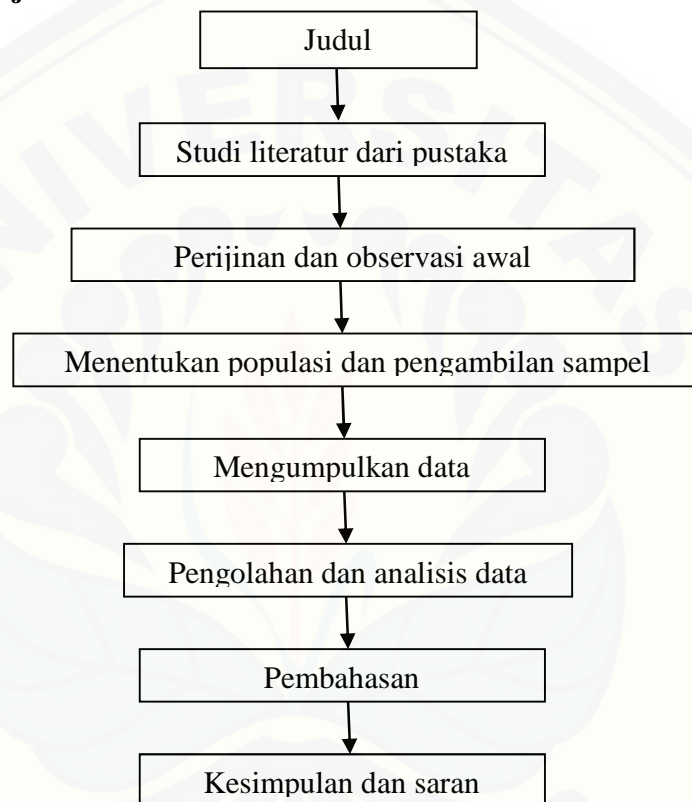 UNIVERSITAS
Judul
Studi literatur dari pustaka
Perijinan dan observasi awal
Menentukan populasi dan pengambilan sampel
Mengumpulkan data
Pengolahan dan analisis data
Pembahasan
Kesimpulan dan saran